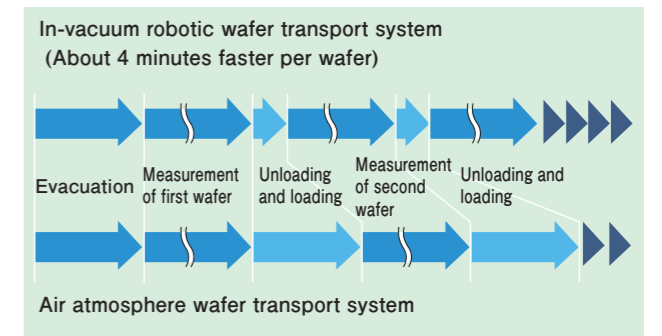 In-vacuum robotic wafer transport system
(About 4 minutes faster per wafer)
Evacuation
Measurement
of first wafer
Unloading
and loading
Measurement
of second
wafer
Unloading and
loading
Air atmosphere wafer transport system